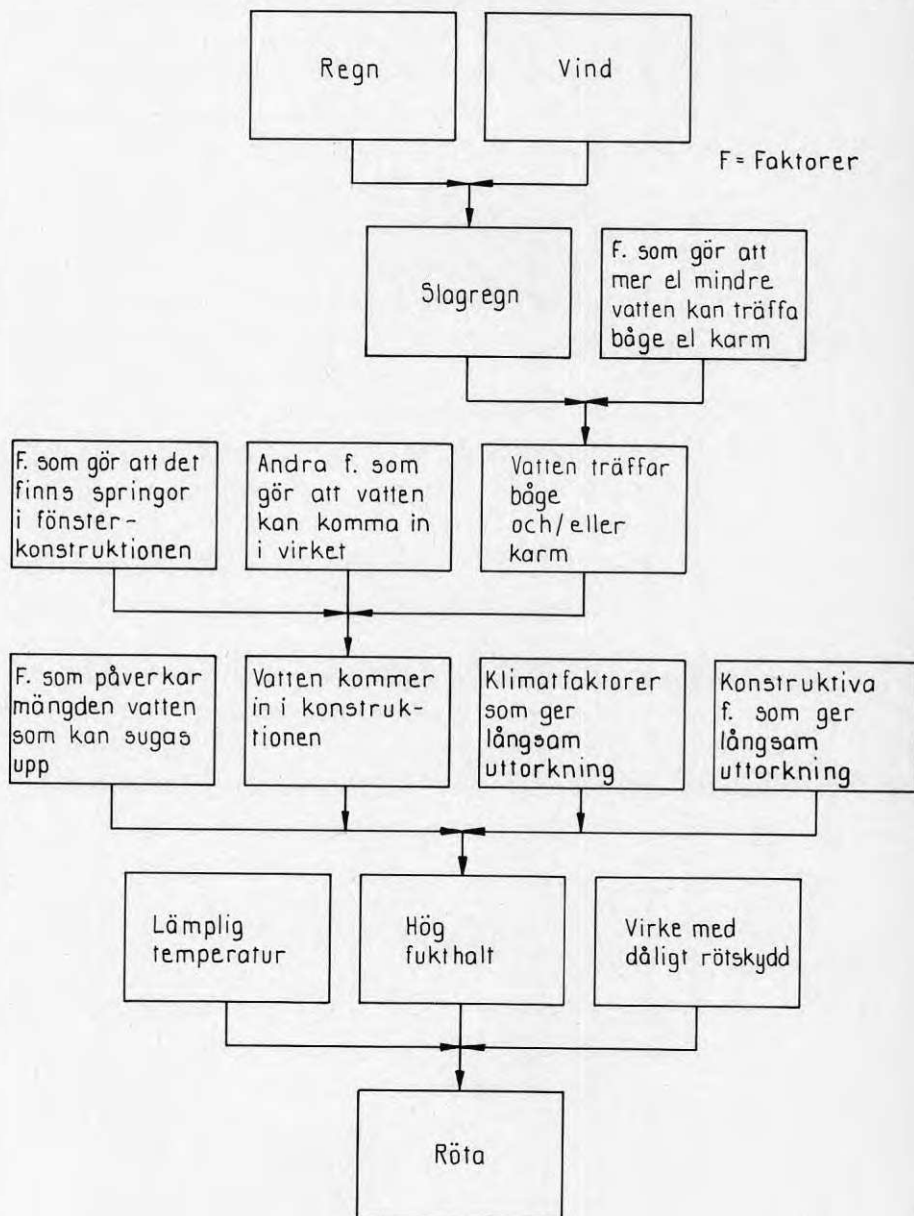 Regn
Vind
F = Faktorer
Slagregn
F. som gör att
mer el mindre
vatten kan träffa
båge el karm
F. som gör att det
finns springor
i fönster-
konstruktionen
Andra f. som
gör att vatten
kan komma in
i virket
Vatten träffar
båge
och/eller
karm
F. som påverkar
mängden vatten
som kan sugas
upp
Vatten kommer
in i konstruk-
tionen
Klimatfaktorer
som ger
långsam
uttorkning
Konstruktiva
f. som ger
långsam
uttorkning
Lämplig
temperatur
Hög
fukthalt
Virke med
dåligt rötskydd
Röta